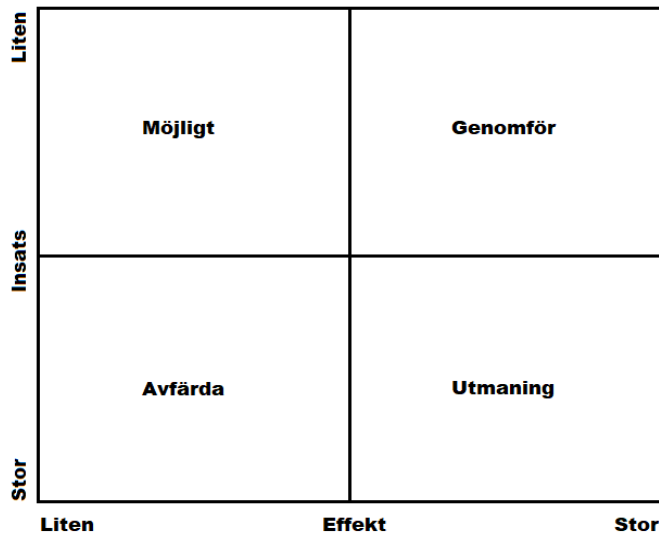 Liten
Möjligt
Genomför
Insats
Avfärda
Utmaning
Stor
Liten
Effekt
Stor